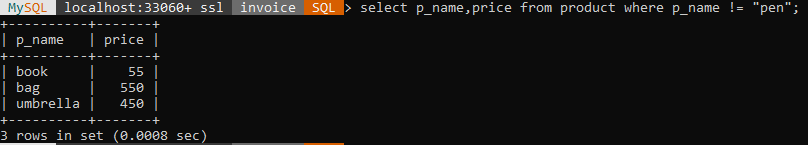 MySQL localhost:33060+ ssl invoice SQL > select p_name,price from product where p_name != "pen";
+----------+-------+
| p_name   | price |
+----------+-------+
| book     |    55 |
| bag      |   550 |
| umbrella |   450 |
+----------+-------+
3 rows in set (0.0008 sec)